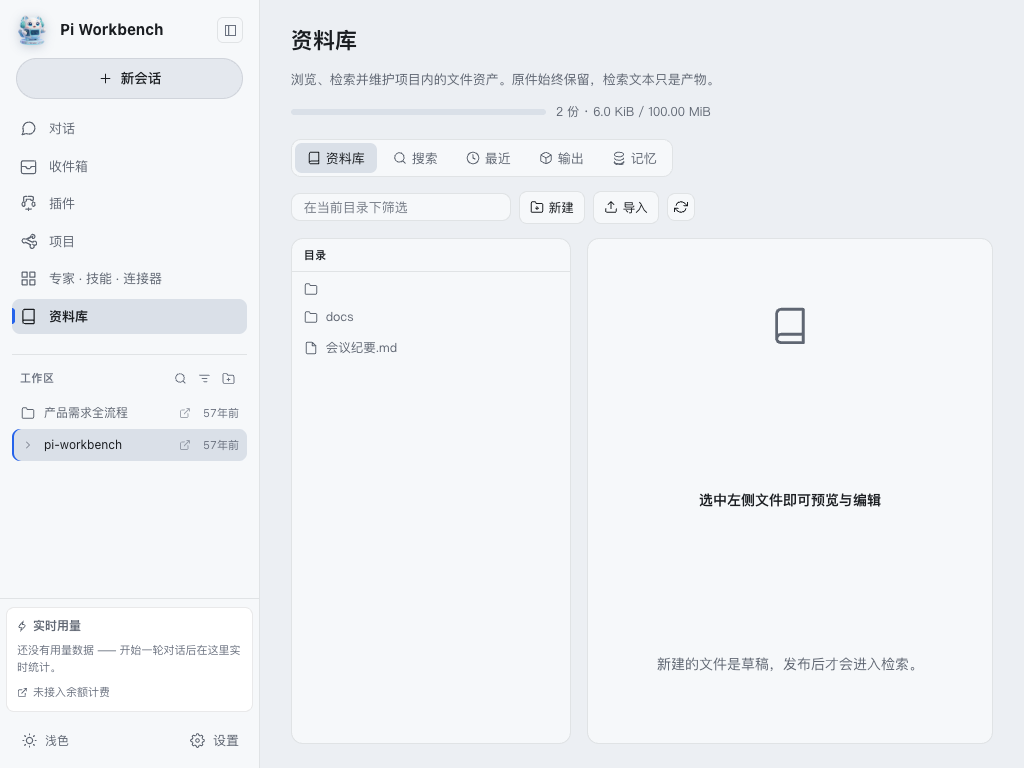 Pi Workbench
新会话
对话
收件箱
插件
项目
专家 · 技能 · 连接器
资料库
工作区
产品需求全流程 57年前
pi-workbench 57年前
实时用量
还没有用量数据 —— 开始一轮对话后在这里实
时统计。
未接入余额计费
浅色 设置
资料库
浏览、检索并维护项目内的文件资产。原件始终保留，检索文本只是产物。
2 份 · 6.0 KiB / 100.00 MiB
资料库 搜索 最近 输出 记忆
在当前目录下筛选 新建 导入
目录
docs
会议纪要.md
选中左侧文件即可预览与编辑
新建的文件是草稿，发布后才会进入检索。